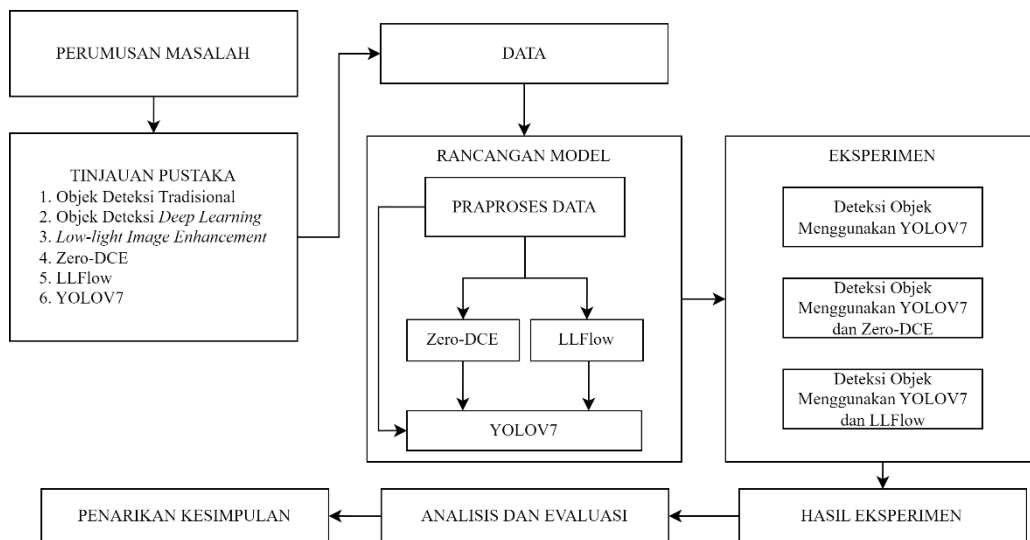 PERUMUSAN MASALAH
TINJAUAN PUSTAKA
1. Objek Deteksi Tradisional
2. Objek Deteksi Deep Learning
3. Low-light Image Enhancement
4. Zero-DCE
5. LLFlow
6. YOLOV7
DATA
RANCANGAN MODEL
PRAPROSES DATA
Zero-DCE
LLFlow
YOLOV7
EKSPERIMEN
Deteksi Objek
Menggunakan YOLOV7
Deteksi Objek
Menggunakan YOLOV7
dan Zero-DCE
Deteksi Objek
Menggunakan YOLOV7
dan LLFlow
HASIL EKSPERIMEN
ANALISIS DAN EVALUASI
PENARIKAN KESIMPULAN